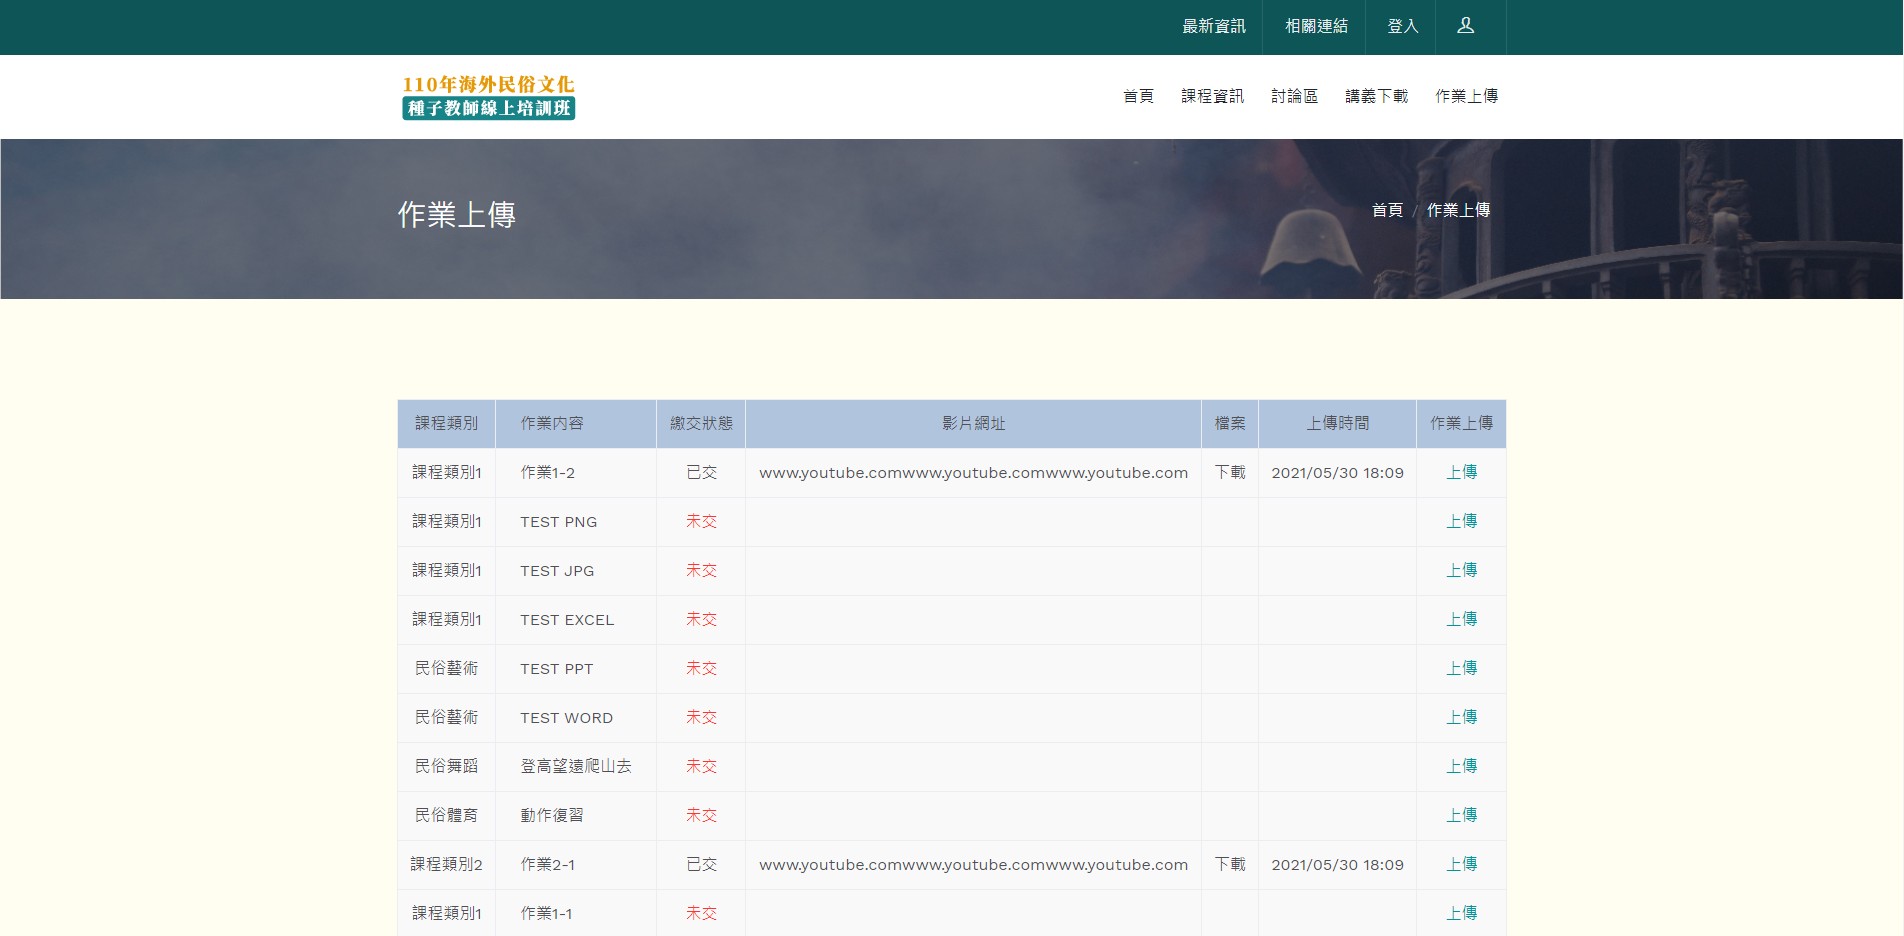 最新資訊 相關連結 登入
110年海外民俗文化
種子教師線上培訓班
首頁 課程資訊 討論區 講義下載 作業上傳
作業上傳
首頁 / 作業上傳
課程類別 作業內容 繳交狀態 影片網址 檔案 上傳時間 作業上傳
課程類別1 作業1-2 已交 www.youtube.comwww.youtube.comwww.youtube.com 下載 2021/05/30 18:09 上傳
課程類別1 TEST PNG 未交 上傳
課程類別1 TEST JPG 未交 上傳
課程類別1 TEST EXCEL 未交 上傳
民俗藝術 TEST PPT 未交 上傳
民俗藝術 TEST WORD 未交 上傳
民俗舞蹈 登高望遠爬山去 未交 上傳
民俗體育 動作復習 未交 上傳
課程類別2 作業2-1 已交 www.youtube.comwww.youtube.comwww.youtube.com 下載 2021/05/30 18:09 上傳
課程類別1 作業1-1 未交 上傳